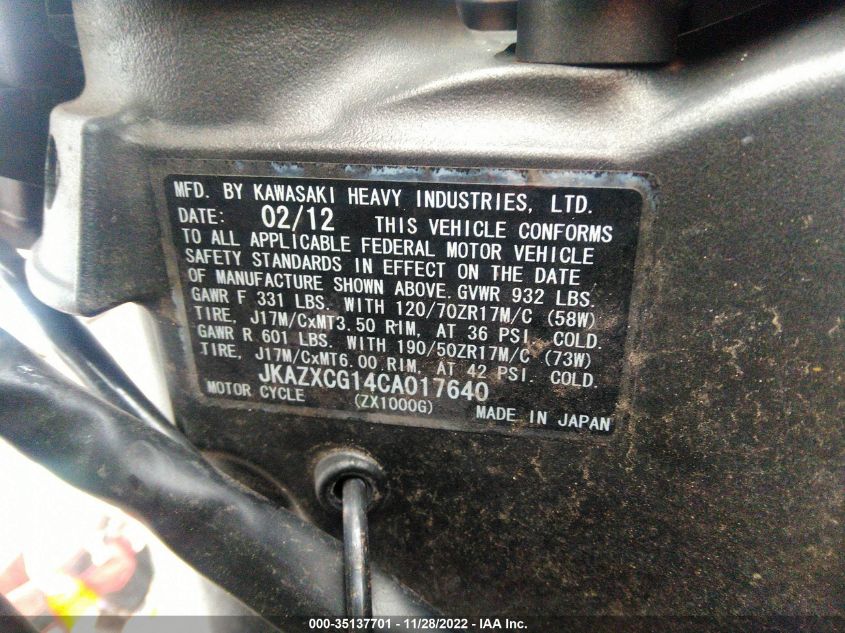 MFD. BY KAWASAKI HEAVY INDUSTRIES, LTD.
DATE: 02/12 THIS VEHICLE CONFORMS
TO ALL APPLICABLE FEDERAL MOTOR VEHICLE
SAFETY STANDARDS IN EFFECT ON THE DATE
OF MANUFACTURE SHOWN ABOVE. GVWR 932 LBS.
GAWR F 331 LBS. WITH 120/70ZR17M/C (58W)
TIRE, J17M/CxMT3.50 RIM, AT 36 PSI. COLD.
GAWR R 601 LBS. WITH 190/50ZR17M/C (73W)
TIRE, J17M/CxMT6.00 RIM, AT 42 PSI. COLD.
JKAZXCG14CA017640
MOTOR CYCLE (ZX1000G) MADE IN JAPAN
000-35137701 - 11/28/2022 - IAA Inc.